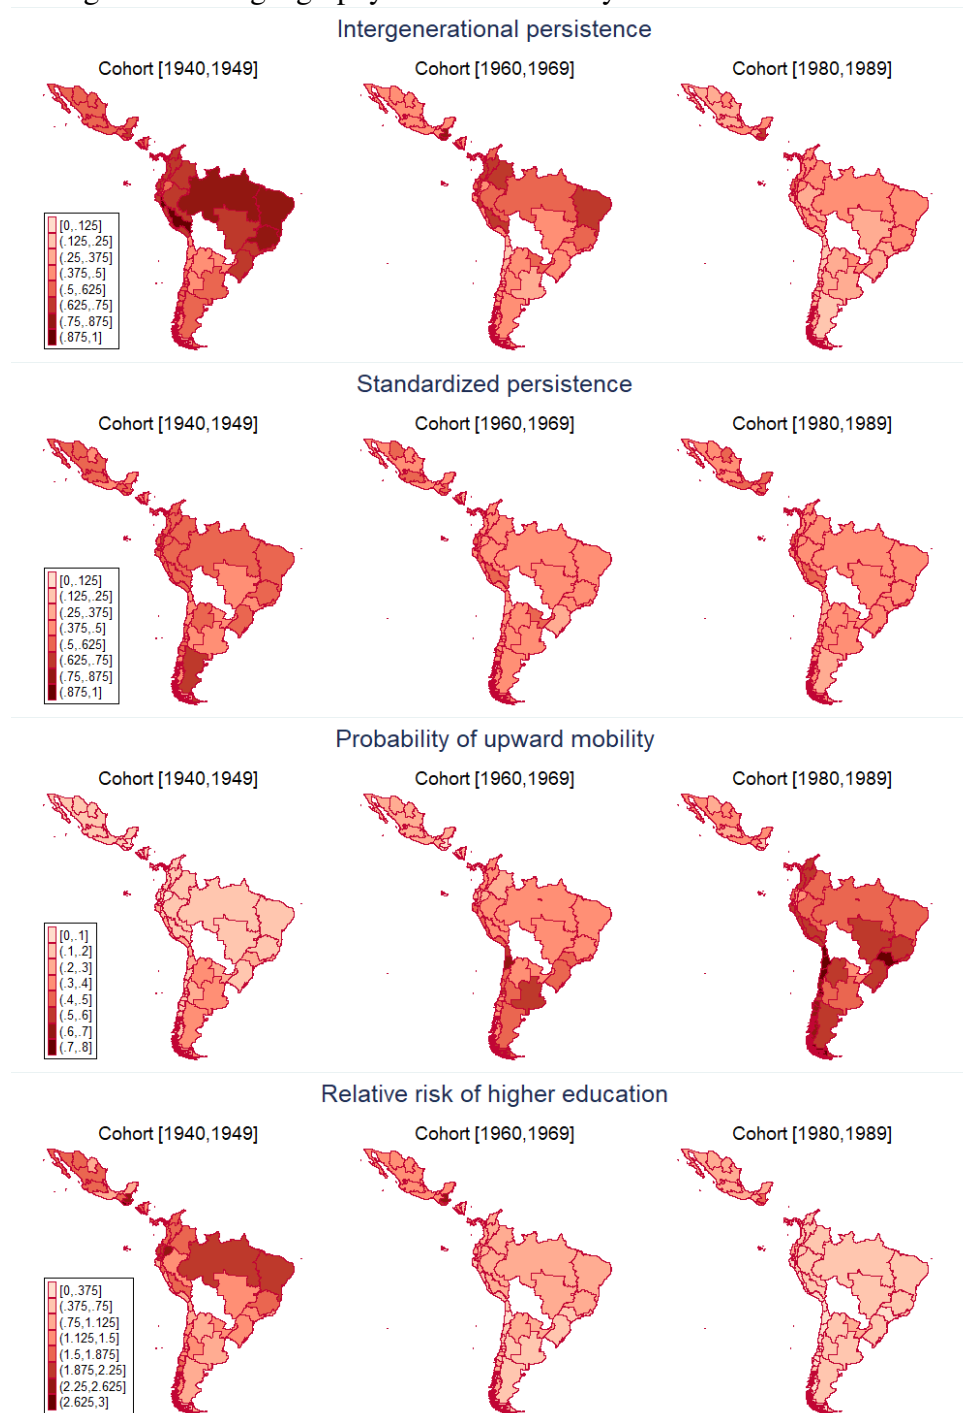 Intergenerational persistence
Cohort [1940,1949]
Cohort [1960,1969]
Cohort [1980,1989]
[0,.125]
(.125,.25]
(.25,.375]
(.375,.5]
(.5,.625]
(.625,.75]
(.75,.875]
(.875,1]
Standardized persistence
Cohort [1940,1949]
Cohort [1960,1969]
Cohort [1980,1989]
[0,.125]
(.125,.25]
(.25,.375]
(.375,.5]
(.5,.625]
(.625,.75]
(.75,.875]
(.875,1]
Probability of upward mobility
Cohort [1940,1949]
Cohort [1960,1969]
Cohort [1980,1989]
[0,.1]
(.1,.2]
(.2,.3]
(.3,.4]
(.4,.5]
(.5,.6]
(.6,.7]
(.7,.8]
Relative risk of higher education
Cohort [1940,1949]
Cohort [1960,1969]
Cohort [1980,1989]
[0,.375]
(.375,.75]
(.75,1.125]
(1.125,1.5]
(1.5,1.875]
(1.875,2.25]
(2.25,2.625]
(2.625,3]